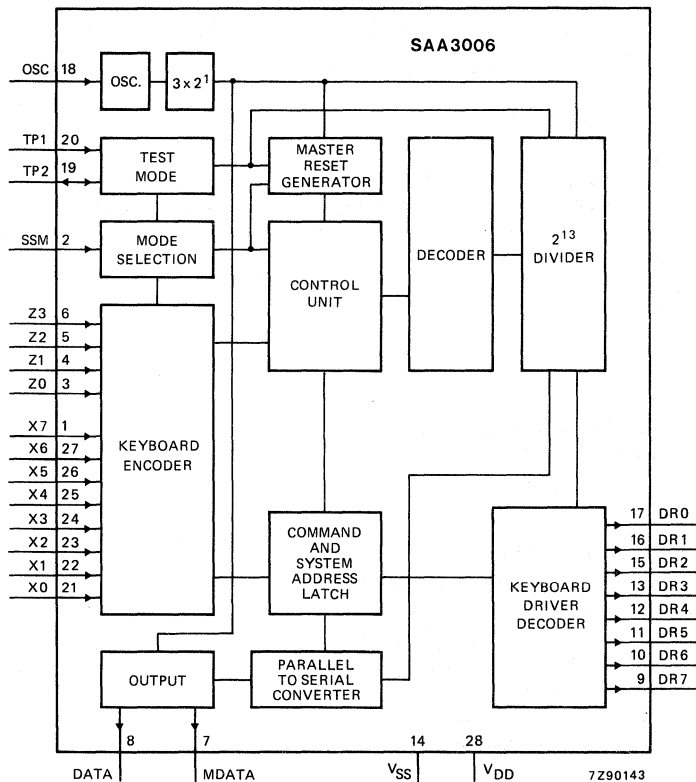 SAA3006
OSC 18
OSC.
3 x 2¹
TP1 20
TP2 19
TEST
MODE
MASTER
RESET
GENERATOR
SSM 2
MODE
SELECTION
CONTROL
UNIT
DECODER
2¹³
DIVIDER
Z3 6
Z2 5
Z1 4
Z0 3
X7 1
X6 27
X5 26
X4 25
X3 24
X2 23
X1 22
X0 21
KEYBOARD
ENCODER
COMMAND
AND
SYSTEM
ADDRESS
LATCH
KEYBOARD
DRIVER
DECODER
17 DR0
16 DR1
15 DR2
13 DR3
12 DR4
11 DR5
10 DR6
9 DR7
OUTPUT
PARALLEL
TO SERIAL
CONVERTER
8
7
14
28
DATA
MDATA
VSS
VDD
7Z90143